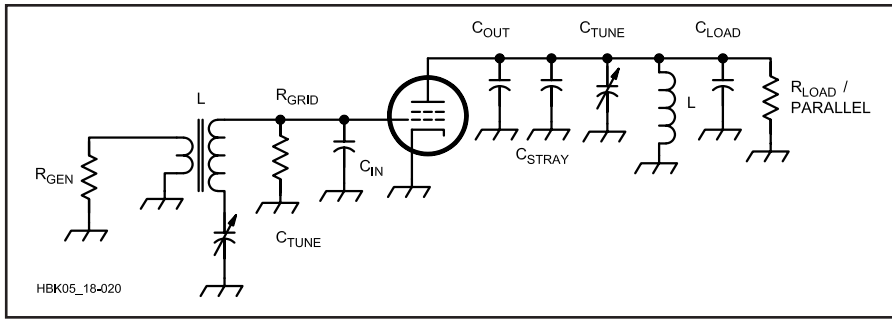 C_OUT
C_TUNE
C_LOAD
L
R_GRID
R_LOAD /
PARALLEL
L
R_GEN
C_IN
C_STRAY
C_TUNE
HBK05_18-020